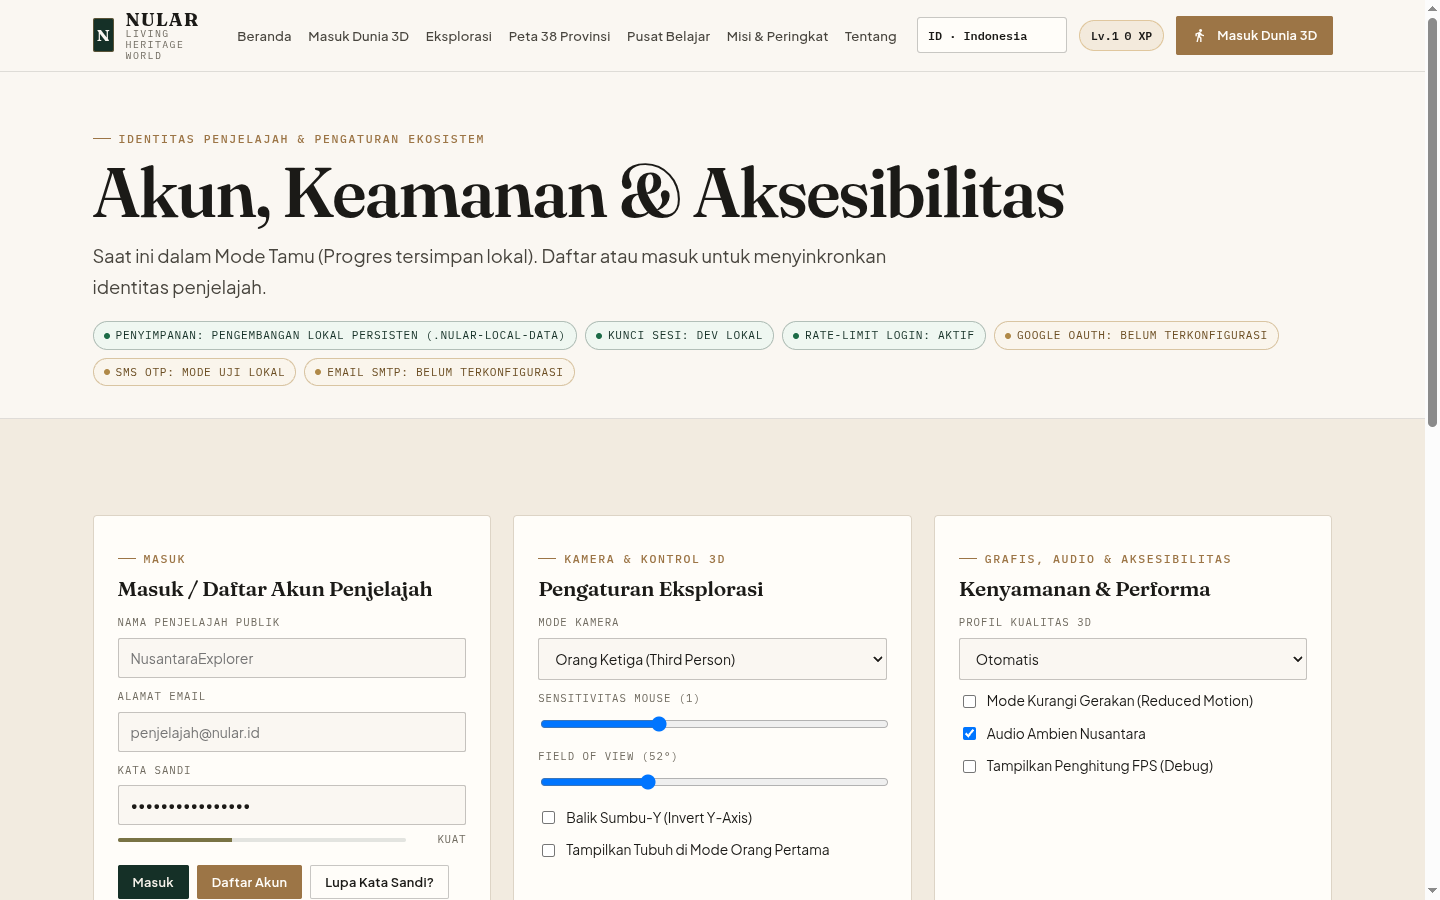 N
NULAR
LIVING
HERITAGE
WORLD
Beranda
Masuk Dunia 3D
Eksplorasi
Peta 38 Provinsi
Pusat Belajar
Misi & Peringkat
Tentang
ID · Indonesia
Lv.1 0 XP
Masuk Dunia 3D
IDENTITAS PENJELAJAH & PENGATURAN EKOSISTEM
Akun, Keamanan & Aksesibilitas
Saat ini dalam Mode Tamu (Progres tersimpan lokal). Daftar atau masuk untuk menyinkronkan
identitas penjelajah.
PENYIMPANAN: PENGEMBANGAN LOKAL PERSISTEN (.NULAR-LOCAL-DATA)
KUNCI SESI: DEV LOKAL
RATE-LIMIT LOGIN: AKTIF
GOOGLE OAUTH: BELUM TERKONFIGURASI
SMS OTP: MODE UJI LOKAL
EMAIL SMTP: BELUM TERKONFIGURASI
MASUK
Masuk / Daftar Akun Penjelajah
NAMA PENJELAJAH PUBLIK
NusantaraExplorer
ALAMAT EMAIL
penjelajah@nular.id
KATA SANDI
••••••••••••••••
KUAT
Masuk
Daftar Akun
Lupa Kata Sandi?
KAMERA & KONTROL 3D
Pengaturan Eksplorasi
MODE KAMERA
Orang Ketiga (Third Person)
SENSITIVITAS MOUSE (1)
FIELD OF VIEW (52°)
Balik Sumbu-Y (Invert Y-Axis)
Tampilkan Tubuh di Mode Orang Pertama
GRAFIS, AUDIO & AKSESIBILITAS
Kenyamanan & Performa
PROFIL KUALITAS 3D
Otomatis
Mode Kurangi Gerakan (Reduced Motion)
Audio Ambien Nusantara
Tampilkan Penghitung FPS (Debug)